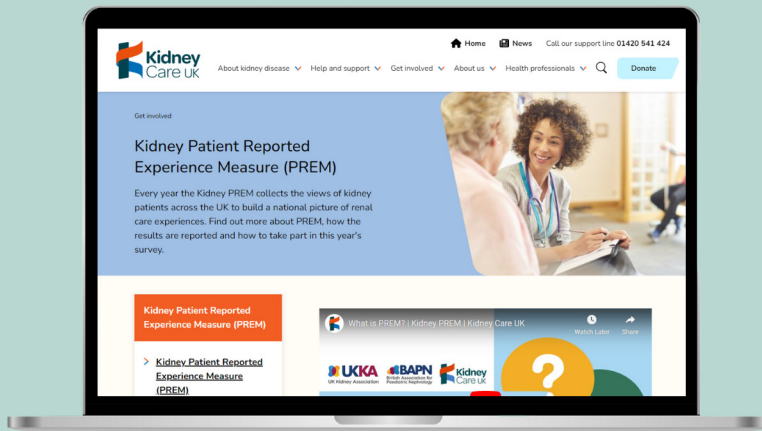 Kidney
Care UK
Home News Call our support line 01420 541 424
About kidney disease Help and support Get involved About us Health professionals Donate
Get involved
Kidney Patient Reported
Experience Measure (PREM)
Every year the Kidney PREM collects the views of kidney
patients across the UK to build a national picture of renal
care experiences. Find out more about PREM, how the
results are reported and how to take part in this year's
survey.
Kidney Patient Reported
Experience Measure (PREM)
Kidney Patient Reported
Experience Measure
(PREM)
What is PREM? | Kidney PREM | Kidney Care UK
Watch Later Share
UKKA
UK Kidney Association
BAPN
British Association for
Paediatric Nephrology
Kidney
Care UK
?